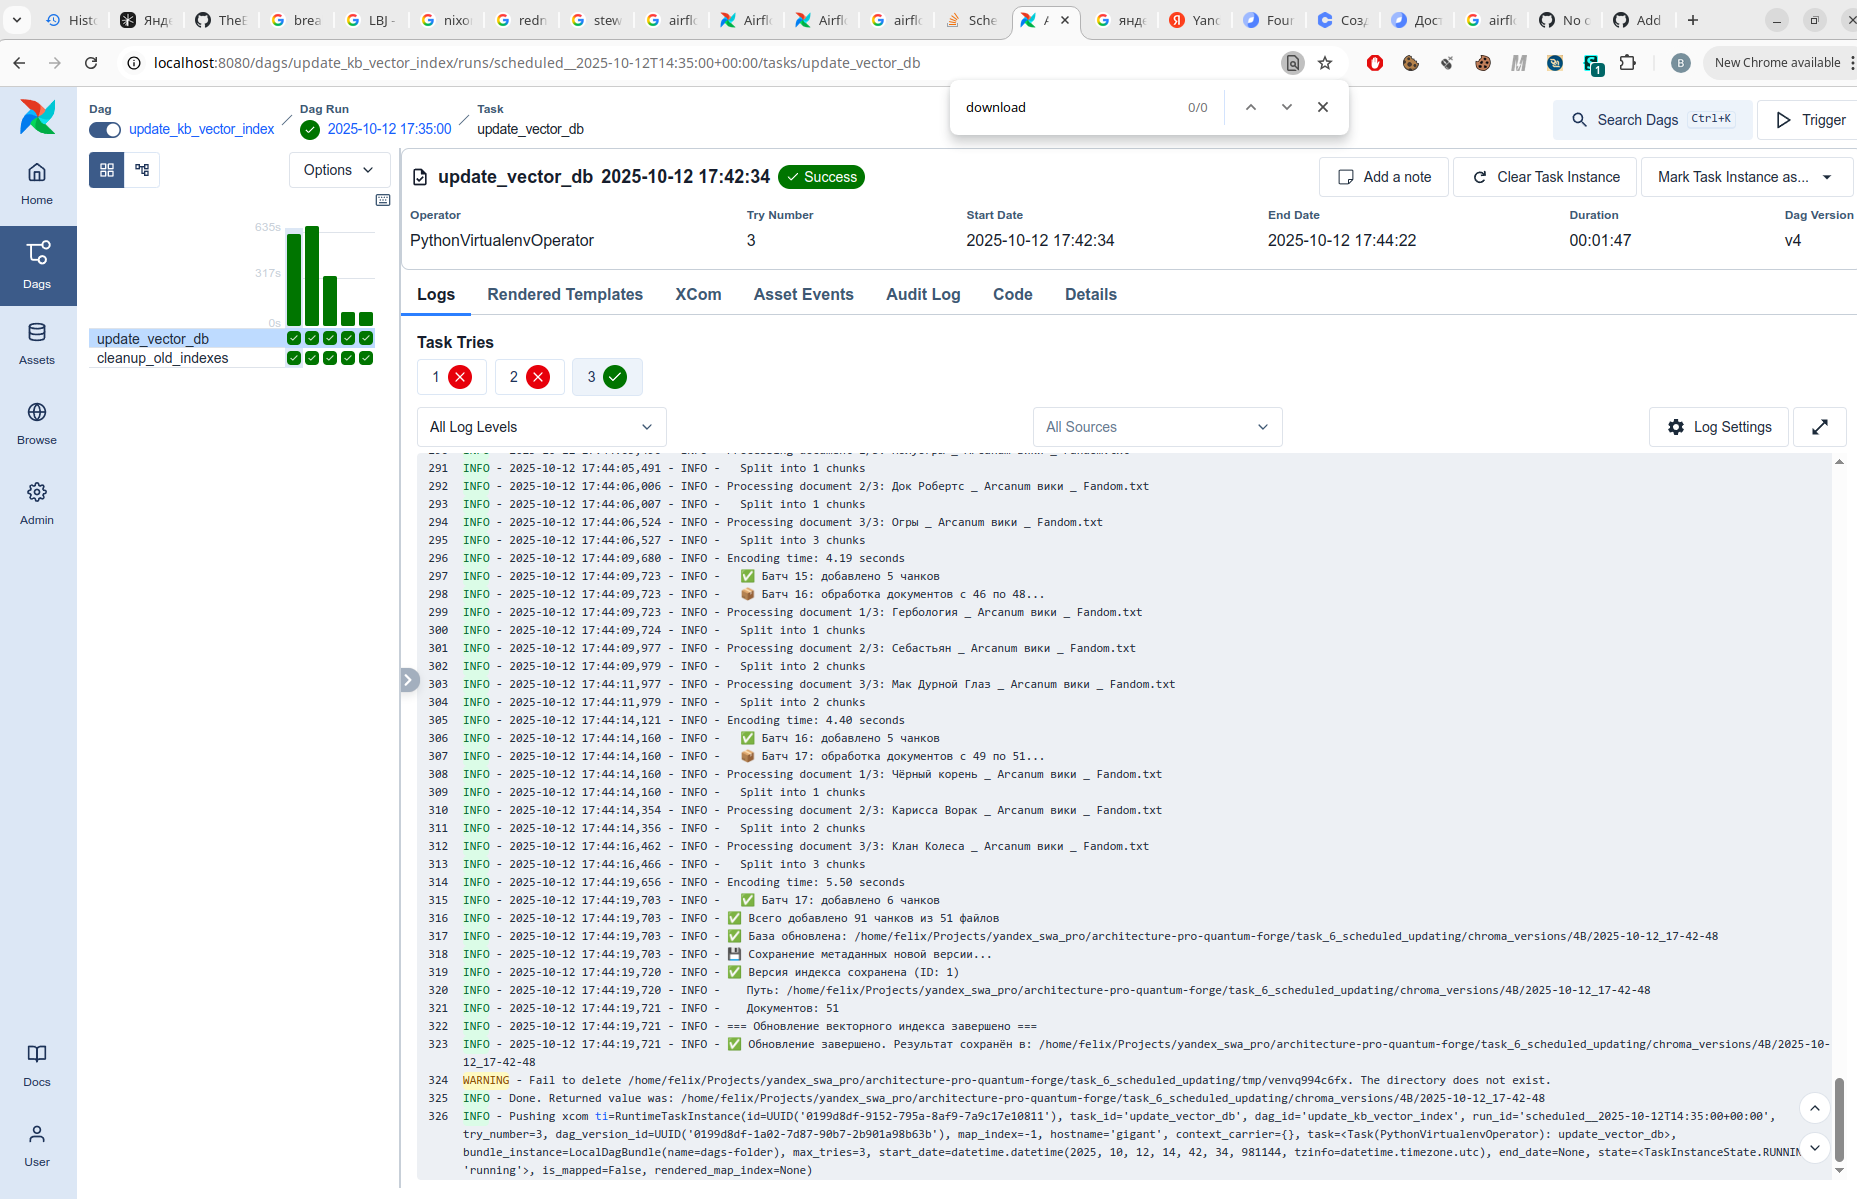 Histo
Янде
TheE
brea
LBJ -
nixo
redn
stew
airflo
Airflo
Airflo
airflo
Sche
A
янде
Yanc
Four
Созд
Дост
airflo
No c
Add
localhost:8080/dags/update_kb_vector_index/runs/scheduled__2025-10-12T14:35:00+00:00/tasks/update_vector_db
1
B
New Chrome available
download
0/0
Dag
update_kb_vector_index
Dag Run
2025-10-12 17:35:00
Task
update_vector_db
Search Dags
Ctrl+K
Trigger
Home
Dags
Assets
Browse
Admin
Docs
User
Options
635s
317s
0s
update_vector_db
cleanup_old_indexes
update_vector_db 2025-10-12 17:42:34
Success
Add a note
Clear Task Instance
Mark Task Instance as...
Operator
Try Number
Start Date
End Date
Duration
Dag Version
PythonVirtualenvOperator
3
2025-10-12 17:42:34
2025-10-12 17:44:22
00:01:47
v4
Logs
Rendered Templates
XCom
Asset Events
Audit Log
Code
Details
Task Tries
1
2
3
All Log Levels
All Sources
Log Settings
291 INFO - 2025-10-12 17:44:05,491 - INFO - Split into 1 chunks
292 INFO - 2025-10-12 17:44:06,006 - INFO - Processing document 2/3: Док Робертс _ Arcanum вики _ Fandom.txt
293 INFO - 2025-10-12 17:44:06,007 - INFO - Split into 1 chunks
294 INFO - 2025-10-12 17:44:06,524 - INFO - Processing document 3/3: Огры _ Arcanum вики _ Fandom.txt
295 INFO - 2025-10-12 17:44:06,527 - INFO - Split into 3 chunks
296 INFO - 2025-10-12 17:44:09,680 - INFO - Encoding time: 4.19 seconds
297 INFO - 2025-10-12 17:44:09,723 - INFO - ✅ Батч 15: добавлено 5 чанков
298 INFO - 2025-10-12 17:44:09,723 - INFO - 📦 Батч 16: обработка документов с 46 по 48...
299 INFO - 2025-10-12 17:44:09,723 - INFO - Processing document 1/3: Гербология _ Arcanum вики _ Fandom.txt
300 INFO - 2025-10-12 17:44:09,724 - INFO - Split into 1 chunks
301 INFO - 2025-10-12 17:44:09,977 - INFO - Processing document 2/3: Себастьян _ Arcanum вики _ Fandom.txt
302 INFO - 2025-10-12 17:44:09,979 - INFO - Split into 2 chunks
303 INFO - 2025-10-12 17:44:11,977 - INFO - Processing document 3/3: Мак Дурной Глаз _ Arcanum вики _ Fandom.txt
304 INFO - 2025-10-12 17:44:11,979 - INFO - Split into 2 chunks
305 INFO - 2025-10-12 17:44:14,121 - INFO - Encoding time: 4.40 seconds
306 INFO - 2025-10-12 17:44:14,160 - INFO - ✅ Батч 16: добавлено 5 чанков
307 INFO - 2025-10-12 17:44:14,160 - INFO - 📦 Батч 17: обработка документов с 49 по 51...
308 INFO - 2025-10-12 17:44:14,160 - INFO - Processing document 1/3: Чёрный корень _ Arcanum вики _ Fandom.txt
309 INFO - 2025-10-12 17:44:14,160 - INFO - Split into 1 chunks
310 INFO - 2025-10-12 17:44:14,354 - INFO - Processing document 2/3: Карисса Ворак _ Arcanum вики _ Fandom.txt
311 INFO - 2025-10-12 17:44:14,356 - INFO - Split into 2 chunks
312 INFO - 2025-10-12 17:44:16,462 - INFO - Processing document 3/3: Клан Колеса _ Arcanum вики _ Fandom.txt
313 INFO - 2025-10-12 17:44:16,466 - INFO - Split into 3 chunks
314 INFO - 2025-10-12 17:44:19,656 - INFO - Encoding time: 5.50 seconds
315 INFO - 2025-10-12 17:44:19,703 - INFO - ✅ Батч 17: добавлено 6 чанков
316 INFO - 2025-10-12 17:44:19,703 - INFO - ✅ Всего добавлено 91 чанков из 51 файлов
317 INFO - 2025-10-12 17:44:19,703 - INFO - ✅ База обновлена: /home/felix/Projects/yandex_swa_pro/architecture-pro-quantum-forge/task_6_scheduled_updating/chroma_versions/4B/2025-10-12_17-42-48
318 INFO - 2025-10-12 17:44:19,703 - INFO - 💾 Сохранение метаданных новой версии...
319 INFO - 2025-10-12 17:44:19,720 - INFO - ✅ Версия индекса сохранена (ID: 1)
320 INFO - 2025-10-12 17:44:19,720 - INFO - Путь: /home/felix/Projects/yandex_swa_pro/architecture-pro-quantum-forge/task_6_scheduled_updating/chroma_versions/4B/2025-10-12_17-42-48
321 INFO - 2025-10-12 17:44:19,721 - INFO - Документов: 51
322 INFO - 2025-10-12 17:44:19,721 - INFO - === Обновление векторного индекса завершено ===
323 INFO - 2025-10-12 17:44:19,721 - INFO - ✅ Обновление завершено. Результат сохранён в: /home/felix/Projects/yandex_swa_pro/architecture-pro-quantum-forge/task_6_scheduled_updating/chroma_versions/4B/2025-10-
12_17-42-48
324 WARNING - Fail to delete /home/felix/Projects/yandex_swa_pro/architecture-pro-quantum-forge/task_6_scheduled_updating/tmp/venvq994c6fx. The directory does not exist.
325 INFO - Done. Returned value was: /home/felix/Projects/yandex_swa_pro/architecture-pro-quantum-forge/task_6_scheduled_updating/chroma_versions/4B/2025-10-12_17-42-48
326 INFO - Pushing xcom ti=RuntimeTaskInstance(id=UUID('0199d8df-9152-795a-8af9-7a9c17e10811'), task_id='update_vector_db', dag_id='update_kb_vector_index', run_id='scheduled__2025-10-12T14:35:00+00:00',
try_number=3, dag_version_id=UUID('0199d8df-1a02-7d87-90b7-2b901a98b63b'), map_index=-1, hostname='gigant', context_carrier={}, task=<Task(PythonVirtualenvOperator): update_vector_db>,
bundle_instance=LocalDagBundle(name=dags-folder), max_tries=3, start_date=datetime.datetime(2025, 10, 12, 14, 42, 34, 981144, tzinfo=datetime.timezone.utc), end_date=None, state=<TaskInstanceState.RUNNIN
'running'>, is_mapped=False, rendered_map_index=None)